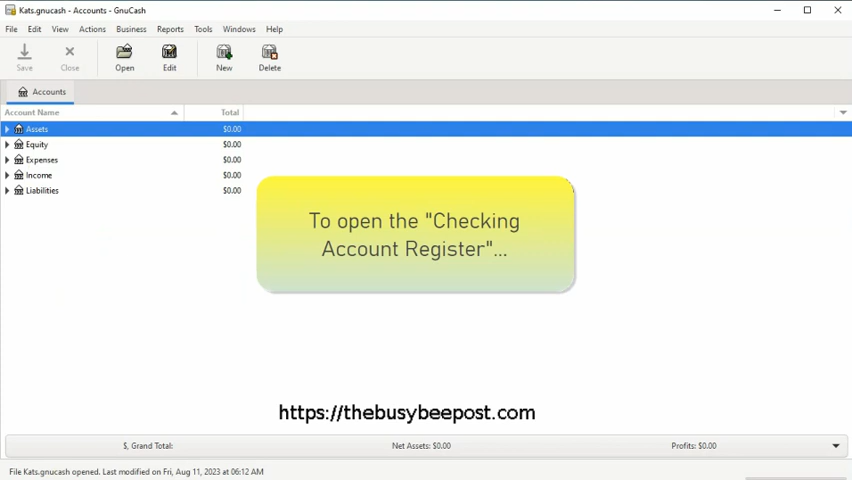 Kats.gnucash - Accounts - GnuCash
File Edit View Actions Business Reports Tools Windows Help
Save Close Open Edit New Delete
Accounts
Account Name Total
Assets $0.00
Equity $0.00
Expenses $0.00
Income $0.00
Liabilities $0.00
To open the "Checking
Account Register"...
https://thebusybeepost.com
$, Grand Total: Net Assets: $0.00 Profits: $0.00
File Kats.gnucash opened. Last modified on Fri, Aug 11, 2023 at 06:12 AM